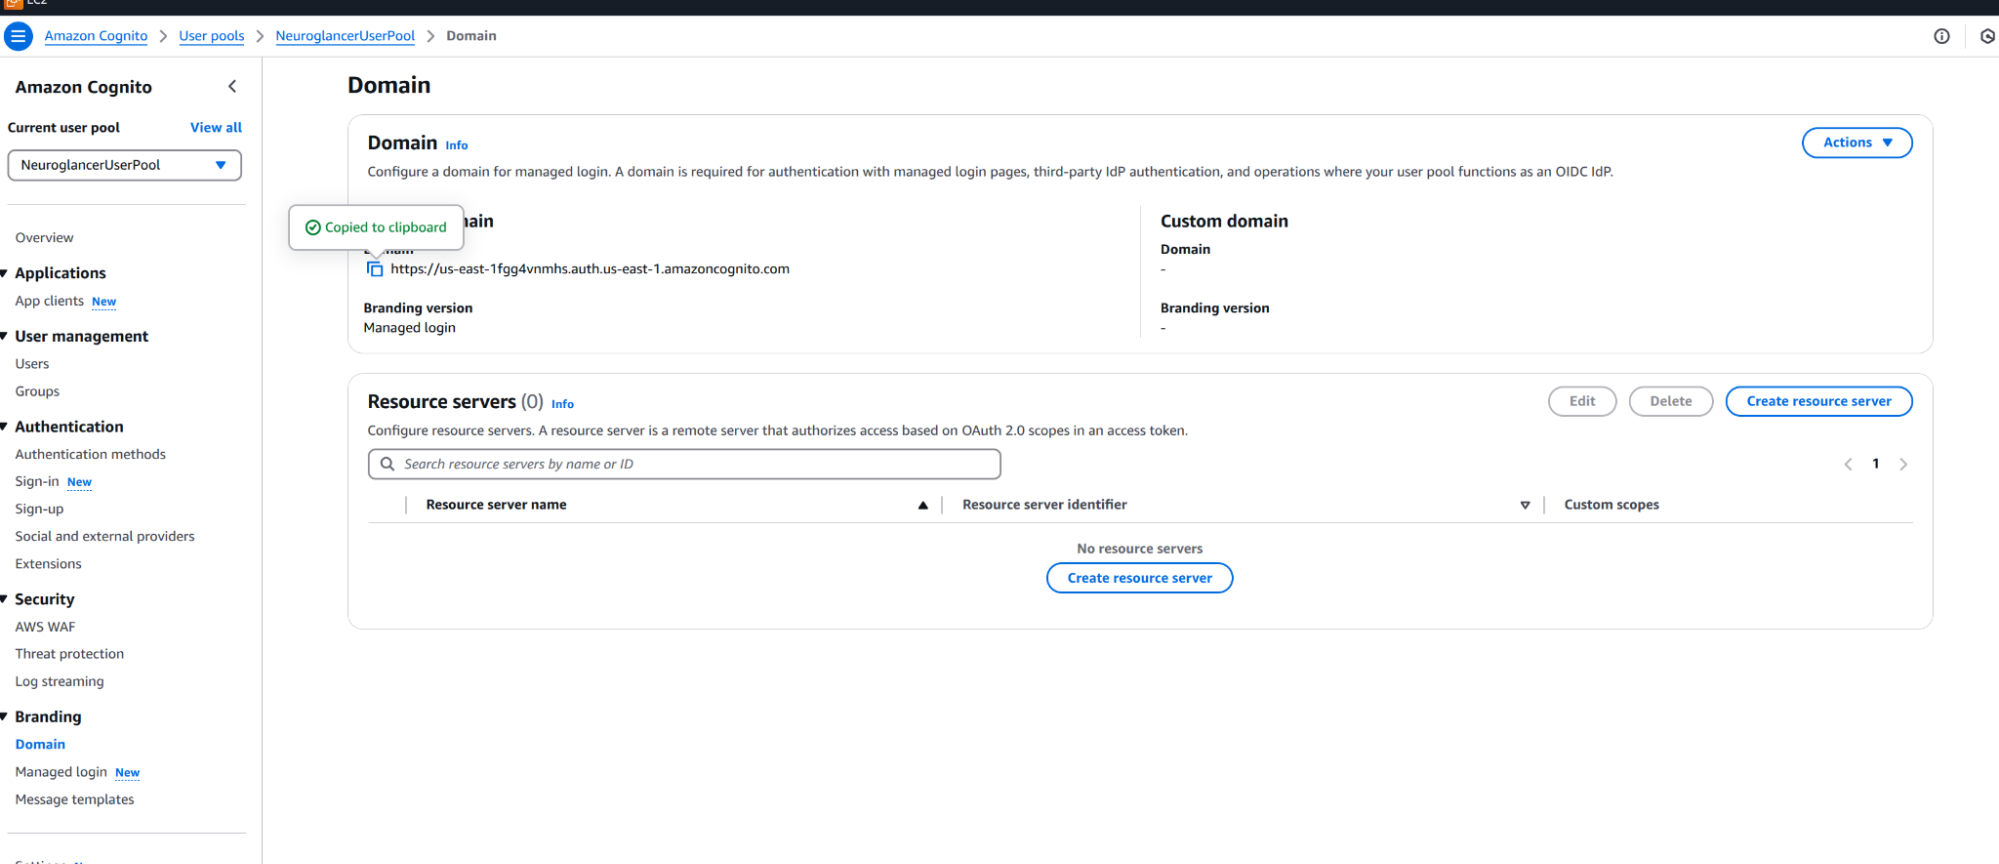 EC2
Amazon Cognito > User pools > NeuroglancerUserPool > Domain
Amazon Cognito
Current user pool View all
NeuroglancerUserPool
Overview
Applications
App clients New
User management
Users
Groups
Authentication
Authentication methods
Sign-in New
Sign-up
Social and external providers
Extensions
Security
AWS WAF
Threat protection
Log streaming
Branding
Domain
Managed login New
Message templates
Domain
Domain Info
Actions
Configure a domain for managed login. A domain is required for authentication with managed login pages, third-party IdP authentication, and operations where your user pool functions as an OIDC IdP.
Copied to clipboard
https://us-east-1fgg4vnmhs.auth.us-east-1.amazoncognito.com
Branding version
Managed login
Custom domain
Domain
-
Branding version
-
Resource servers (0) Info
Edit Delete Create resource server
Configure resource servers. A resource server is a remote server that authorizes access based on OAuth 2.0 scopes in an access token.
Search resource servers by name or ID
1
Resource server name Resource server identifier Custom scopes
No resource servers
Create resource server